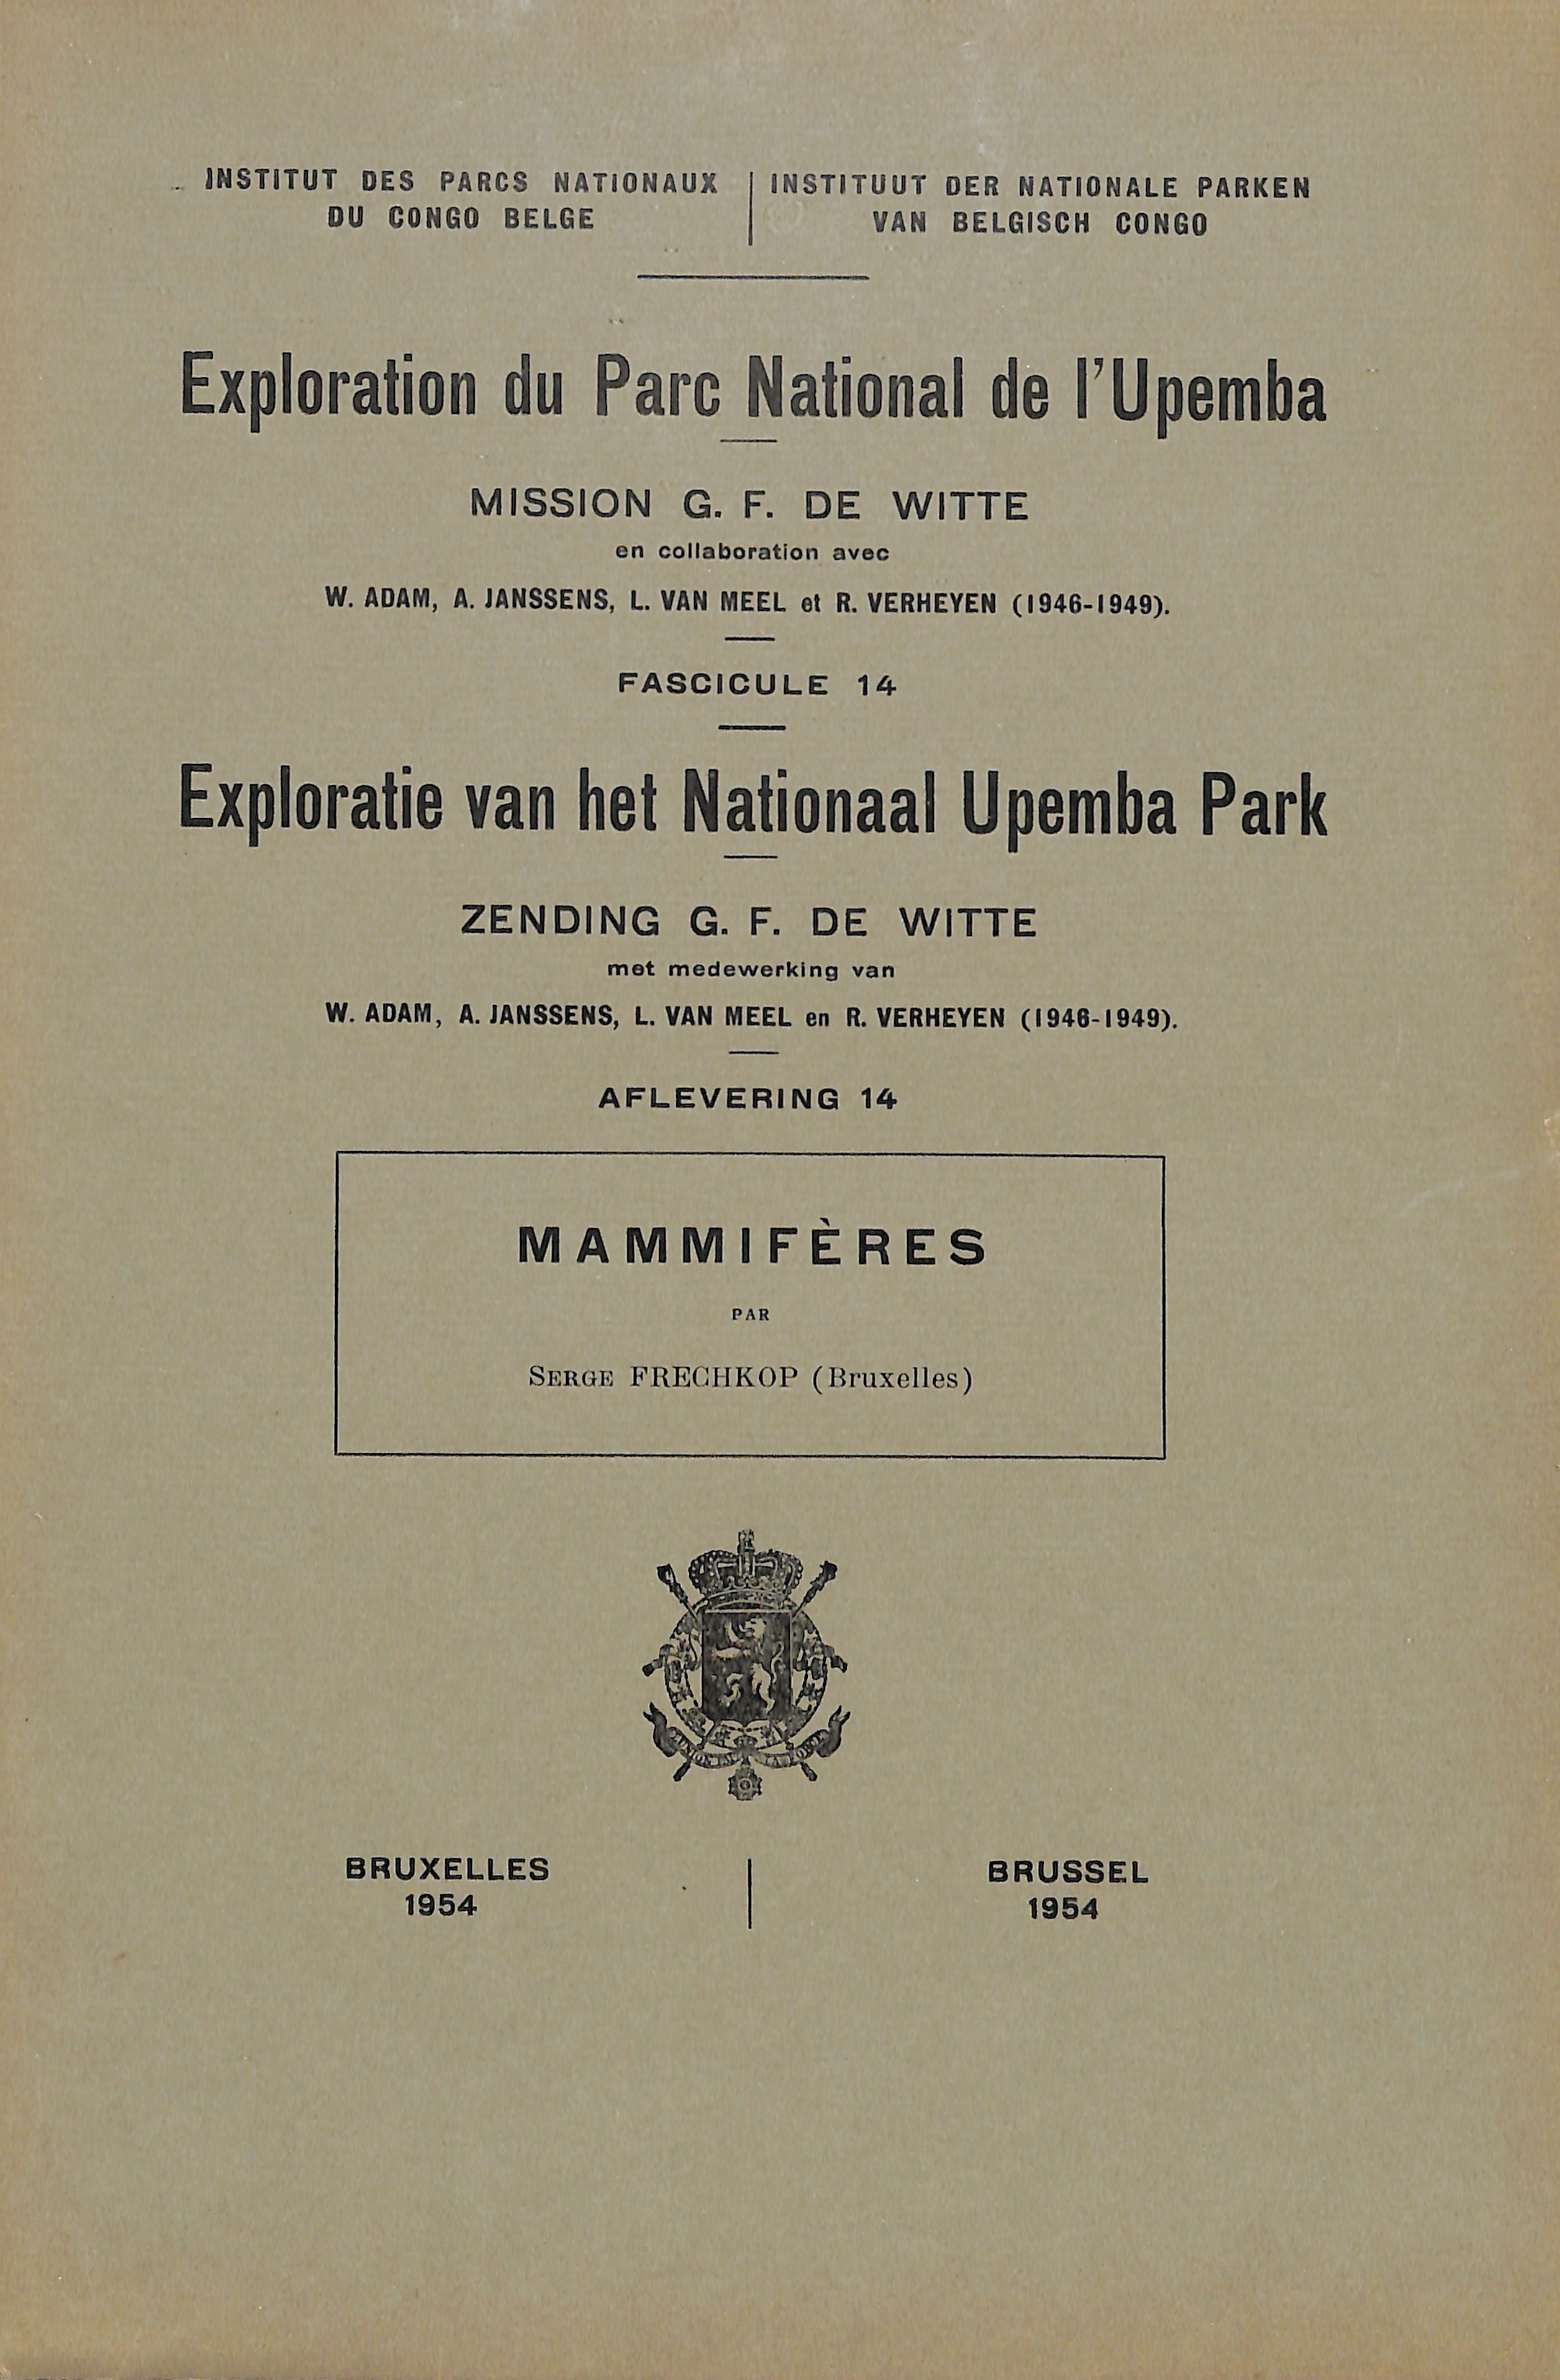 INSTITUT DES PARCS NATIONAUX
DU CONGO BELGE
INSTITUUT DER NATIONALE PARKEN
VAN BELGISCH CONGO
Exploration du Parc National de l'Upemba
MISSION G. F. DE WITTE
en collaboration avec
W. ADAM, A. JANSSENS, L. VAN MEEL et R. VERHEYEN (1946-1949).
FASCICULE 14
Exploratie van het Nationaal Upemba Park
ZENDING G. F. DE WITTE
met medewerking van
W. ADAM, A. JANSSENS, L. VAN MEEL en R. VERHEYEN (1946-1949).
AFLEVERING 14
MAMMIFÈRES
PAR
SERGE FRECHKOP (Bruxelles)
BRUXELLES
1954
BRUSSEL
1954